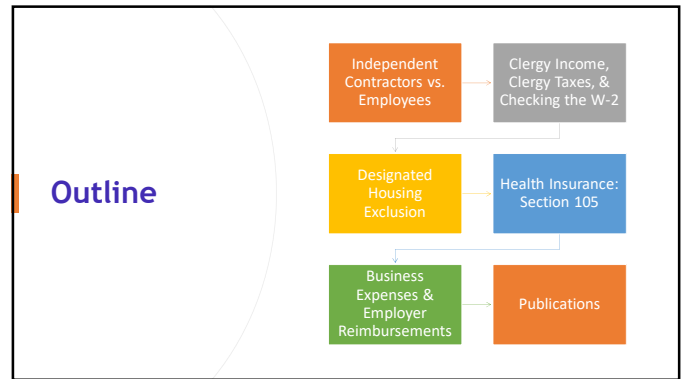 Outline
Independent
Contractors vs.
Employees
Clergy Income,
Clergy Taxes, &
Checking the W-2
Designated
Housing
Exclusion
Health Insurance:
Section 105
Business
Expenses &
Employer
Reimbursements
Publications